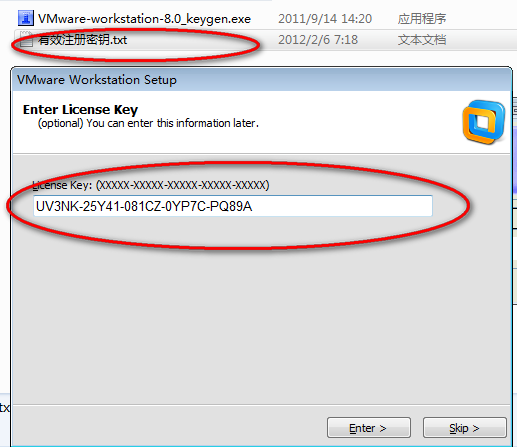 VMware-workstation-8.0_keygen.exe 2011/9/14 14:20 应用程序
有效注册密钥.txt 2012/2/6 7:18 文本文档
VMware Workstation Setup
Enter License Key
(optional) You can enter this information later.
License Key: (XXXXX-XXXXX-XXXXX-XXXXX-XXXXX)
UV3NK-25Y41-081CZ-0YP7C-PQ89A
tx
Enter > Skip >